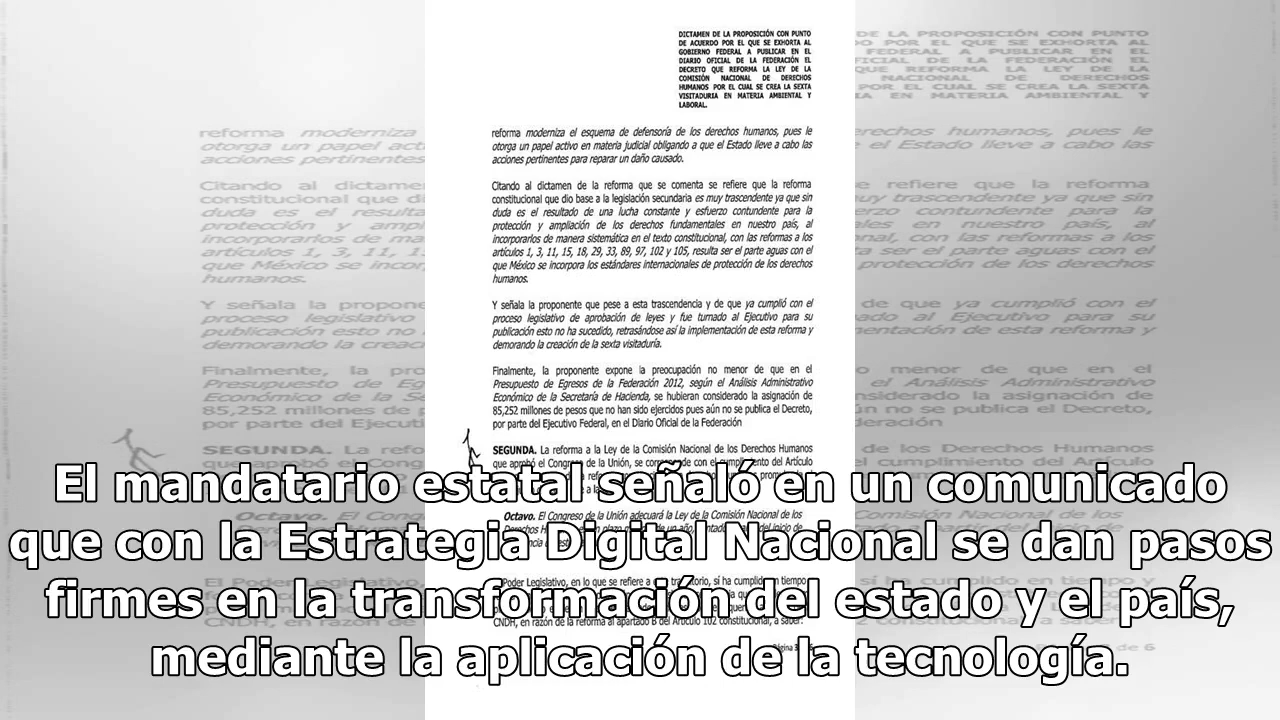 DICTAMEN DE LA PROPOSICIÓN CON PUNTO
DE ACUERDO POR EL QUE SE EXHORTA AL
GOBIERNO FEDERAL A PUBLICAR EN EL
DIARIO OFICIAL DE LA FEDERACIÓN EL
DECRETO QUE REFORMA LA LEY DE LA
COMISIÓN NACIONAL DE DERECHOS
HUMANOS POR EL CUAL SE CREA LA SEXTA
VISITADURIA EN MATERIA AMBIENTAL Y
LABORAL.
reforma moderniza el esquema de defensoría de los derechos humanos, pues le
otorga un papel activo en materia judicial obligando a que el Estado lleve a cabo las
acciones pertinentes para reparar un daño causado.
Citando al dictamen de la reforma que se comenta se refiere que la reforma
constitucional que dio base a la legislación secundaria es muy trascendente ya que sin
duda es el resultado de una lucha constante y esfuerzo contundente para la
protección y ampliación de los derechos fundamentales en nuestro país, al
incorporarlos de manera sistemática en el texto constitucional, con las reformas a los
artículos 1, 3, 11, 15, 18, 29, 33, 89, 97, 102 y 105, resulta ser el parte aguas con el
que México se incorpora los estándares internacionales de protección de los derechos
humanos.
Y señala la proponente que pese a esta trascendencia y de que ya cumplió con el
proceso legislativo de aprobación de leyes y fue turnado al Ejecutivo para su
publicación esto no ha sucedido, retrasándose así la implementación de esta reforma y
demorando la creación de la sexta visitaduría.
Finalmente, la proponente expone la preocupación no menor de que en el
Presupuesto de Egresos de la Federación 2012, según el Análisis Administrativo
Económico de la Secretaría de Hacienda, se hubieran considerado la asignación de
85,252 millones de pesos que no han sido ejercidos pues aún no se publica el Decreto,
por parte del Ejecutivo Federal, en el Diario Oficial de la Federación
SEGUNDA. La reforma a la Ley de la Comisión Nacional de los Derechos Humanos
que aprobó el Congreso de la Unión, se
Octavo. El Congreso de la Unión adecuará la Ley de la Comisión Nacional de los
Poder Legislativo, en lo que se refiere a sí ha cumplido en tiempo
CNDH, en razón de la reforma al apartado B del Artículo 102 constitucional, a saber:
El mandatario estatal señaló en un comunicado
que con la Estrategia Digital Nacional se dan pasos
firmes en la transformación del estado y el país,
mediante la aplicación de la tecnología.